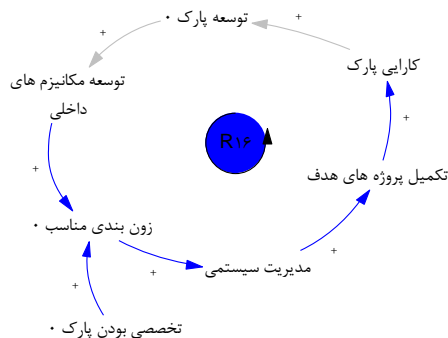 توسعه پارک ۰
+
+
کارایی پارک
توسعه مکانیزم های
داخلی
R۱۶
+
+
تکمیل پروژه های هدف
زون بندی مناسب ۰
+
مدیریت سیستمی
+
+
تخصصی بودن پارک ۰